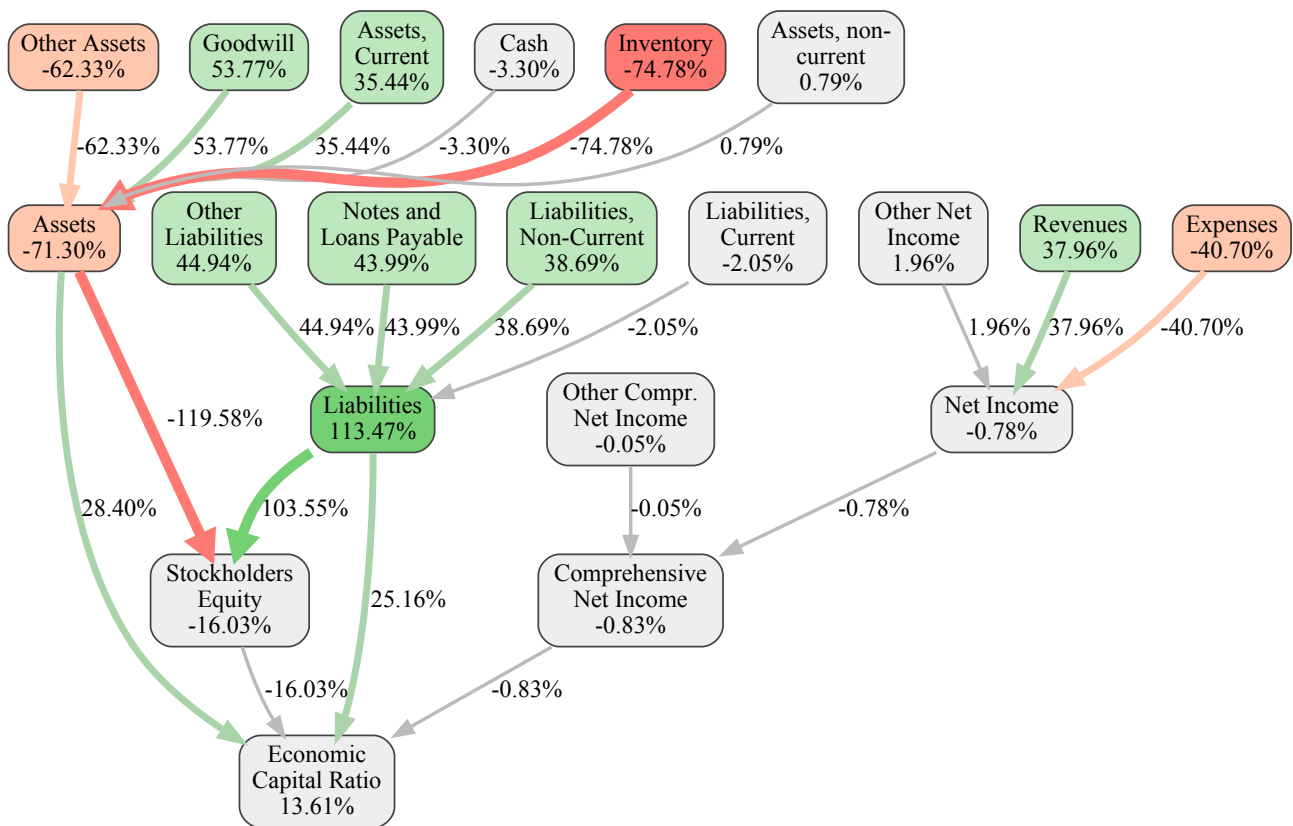 Other Assets
-62.33%
Goodwill
53.77%
Assets,
Current
35.44%
Cash
-3.30%
Inventory
-74.78%
Assets, non-
current
0.79%
-62.33%
53.77%
35.44%
-3.30%
-74.78%
0.79%
Assets
-71.30%
Other
Liabilities
44.94%
Notes and
Loans Payable
43.99%
Liabilities,
Non-Current
38.69%
Liabilities,
Current
-2.05%
Other Net
Income
1.96%
Revenues
37.96%
Expenses
-40.70%
44.94%
43.99%
38.69%
-2.05%
1.96%
37.96%
-40.70%
Liabilities
113.47%
Other Compr.
Net Income
-0.05%
Net Income
-0.78%
-119.58%
28.40%
103.55%
-0.05%
-0.78%
Stockholders
Equity
-16.03%
25.16%
Comprehensive
Net Income
-0.83%
-16.03%
-0.83%
Economic
Capital Ratio
13.61%